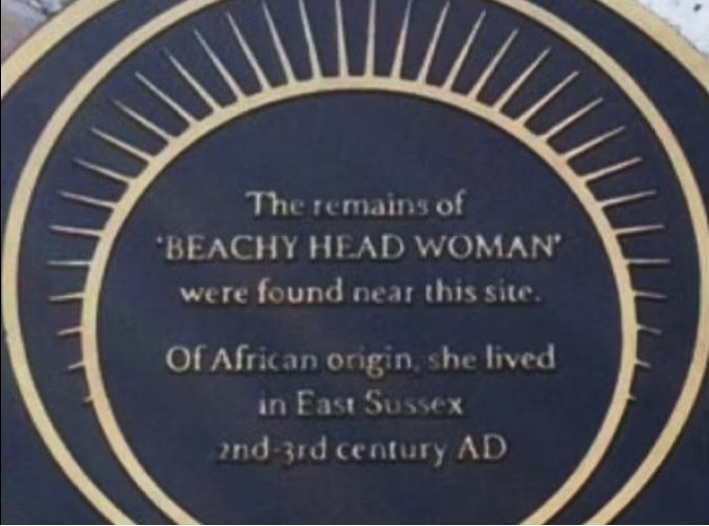 The remains of
'BEACHY HEAD WOMAN'
were found near this site.
Of African origin, she lived
in East Sussex
2nd-3rd century AD